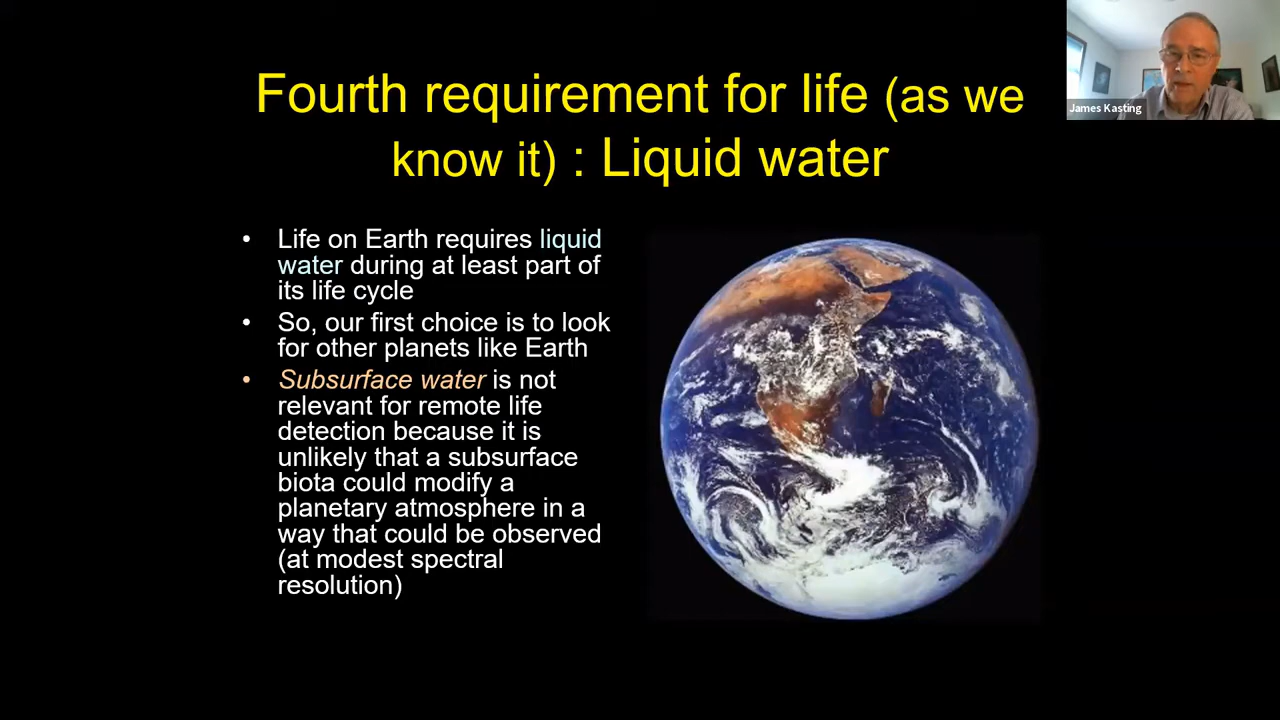 Fourth requirement for life (as we
know it) : Liquid water
James Kasting
• Life on Earth requires liquid
water during at least part of
its life cycle
• So, our first choice is to look
for other planets like Earth
• Subsurface water is not
relevant for remote life
detection because it is
unlikely that a subsurface
biota could modify a
planetary atmosphere in a
way that could be observed
(at modest spectral
resolution)